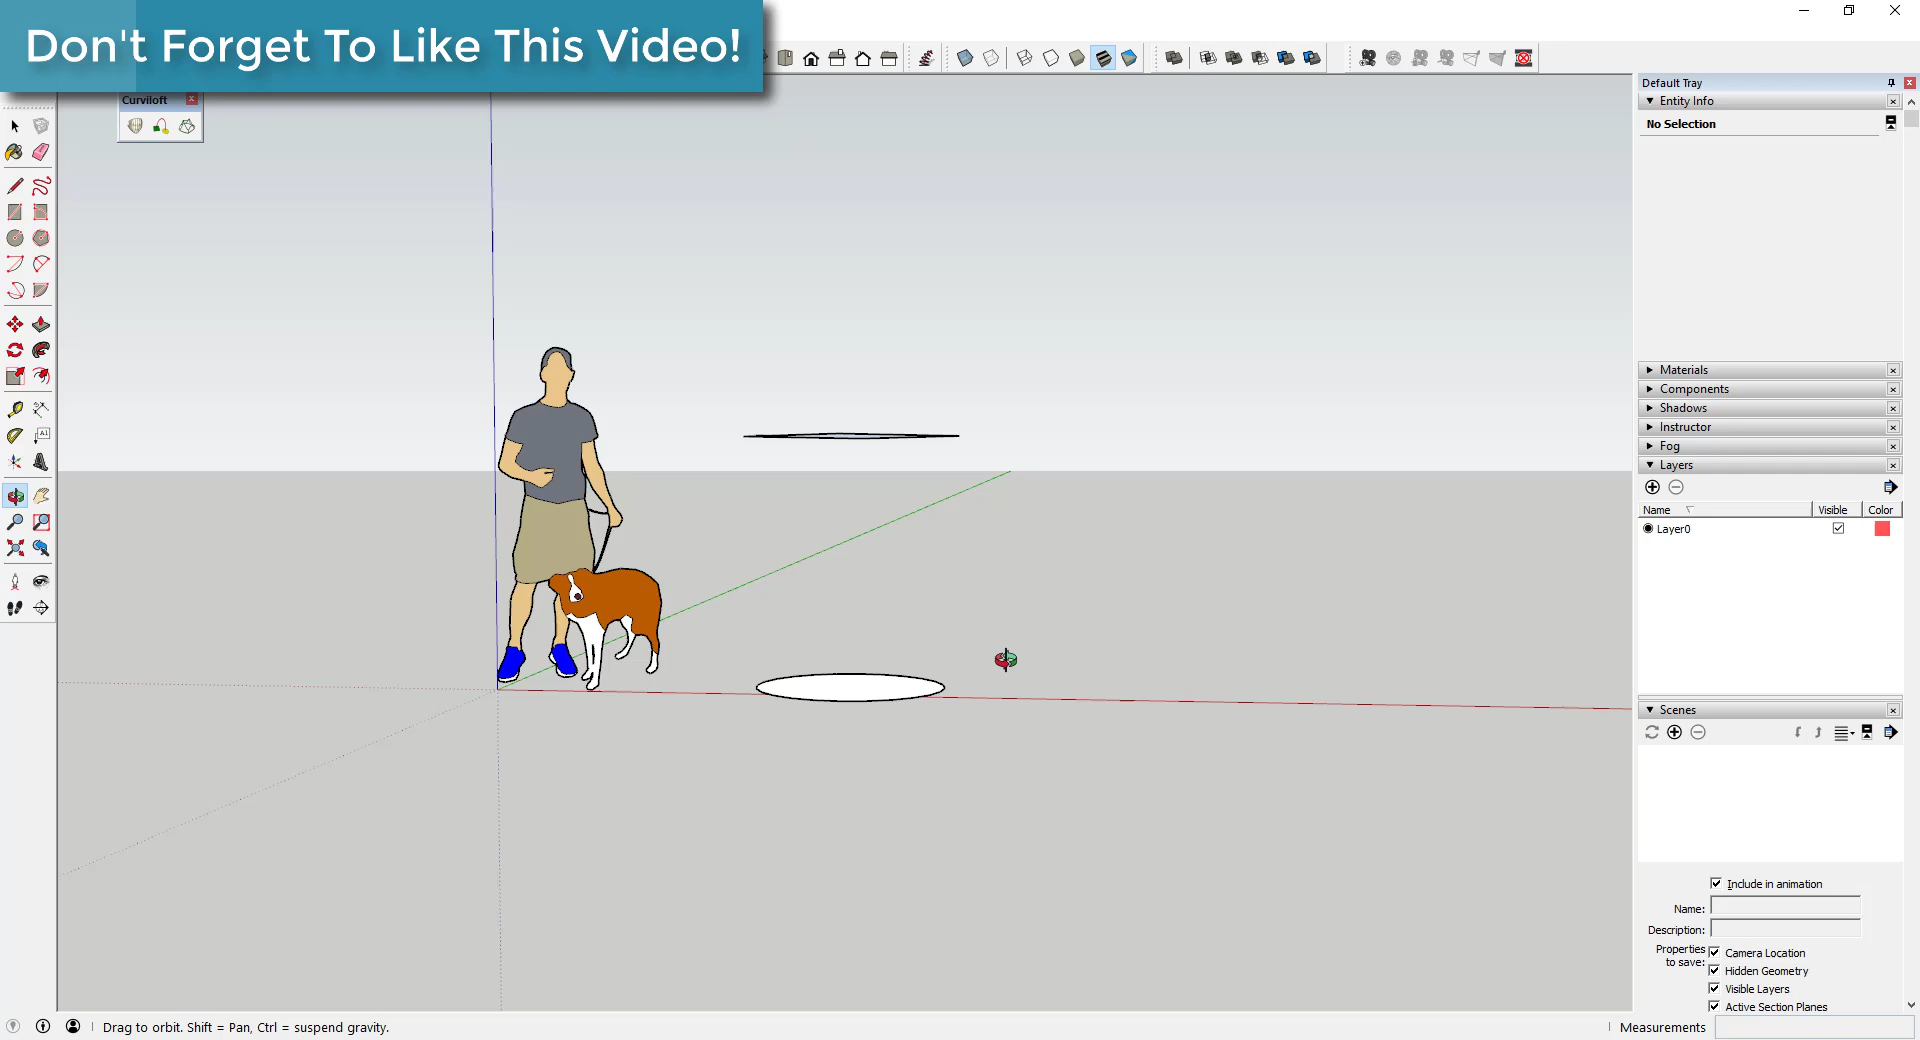 Don't Forget To Like This Video!
Curviloft
Default Tray
Entity Info
No Selection
A1
Materials
Components
Shadows
Instructor
Fog
Layers
Name Visible Color
Layer0
Scenes
Include in animation
Name:
Description:
Properties to save:
Camera Location
Hidden Geometry
Visible Layers
Active Section Planes
Drag to orbit. Shift = Pan, Ctrl = suspend gravity.
Measurements